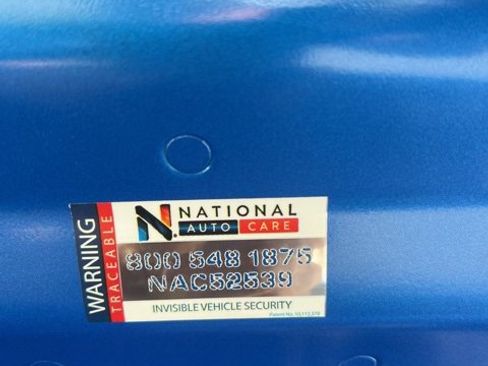 WARNING
TRACEABLE
N. NATIONAL
AUTO CARE
800 548 1875
NAC52539
INVISIBLE VEHICLE SECURITY